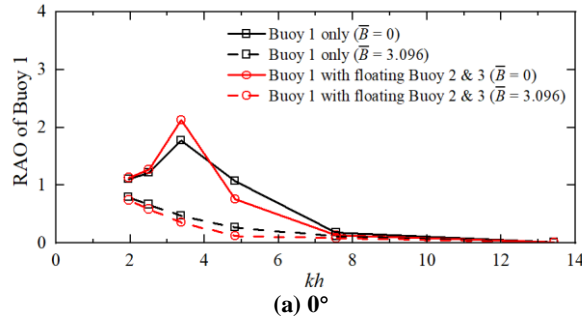 4
3
2
1
0
RAO of Buoy 1
Buoy 1 only (B̅ = 0)
Buoy 1 only (B̅ = 3.096)
Buoy 1 with floating Buoy 2 & 3 (B̅ = 0)
Buoy 1 with floating Buoy 2 & 3 (B̅ = 3.096)
0 2 4 6 8 10 12 14
kh
(a) 0°